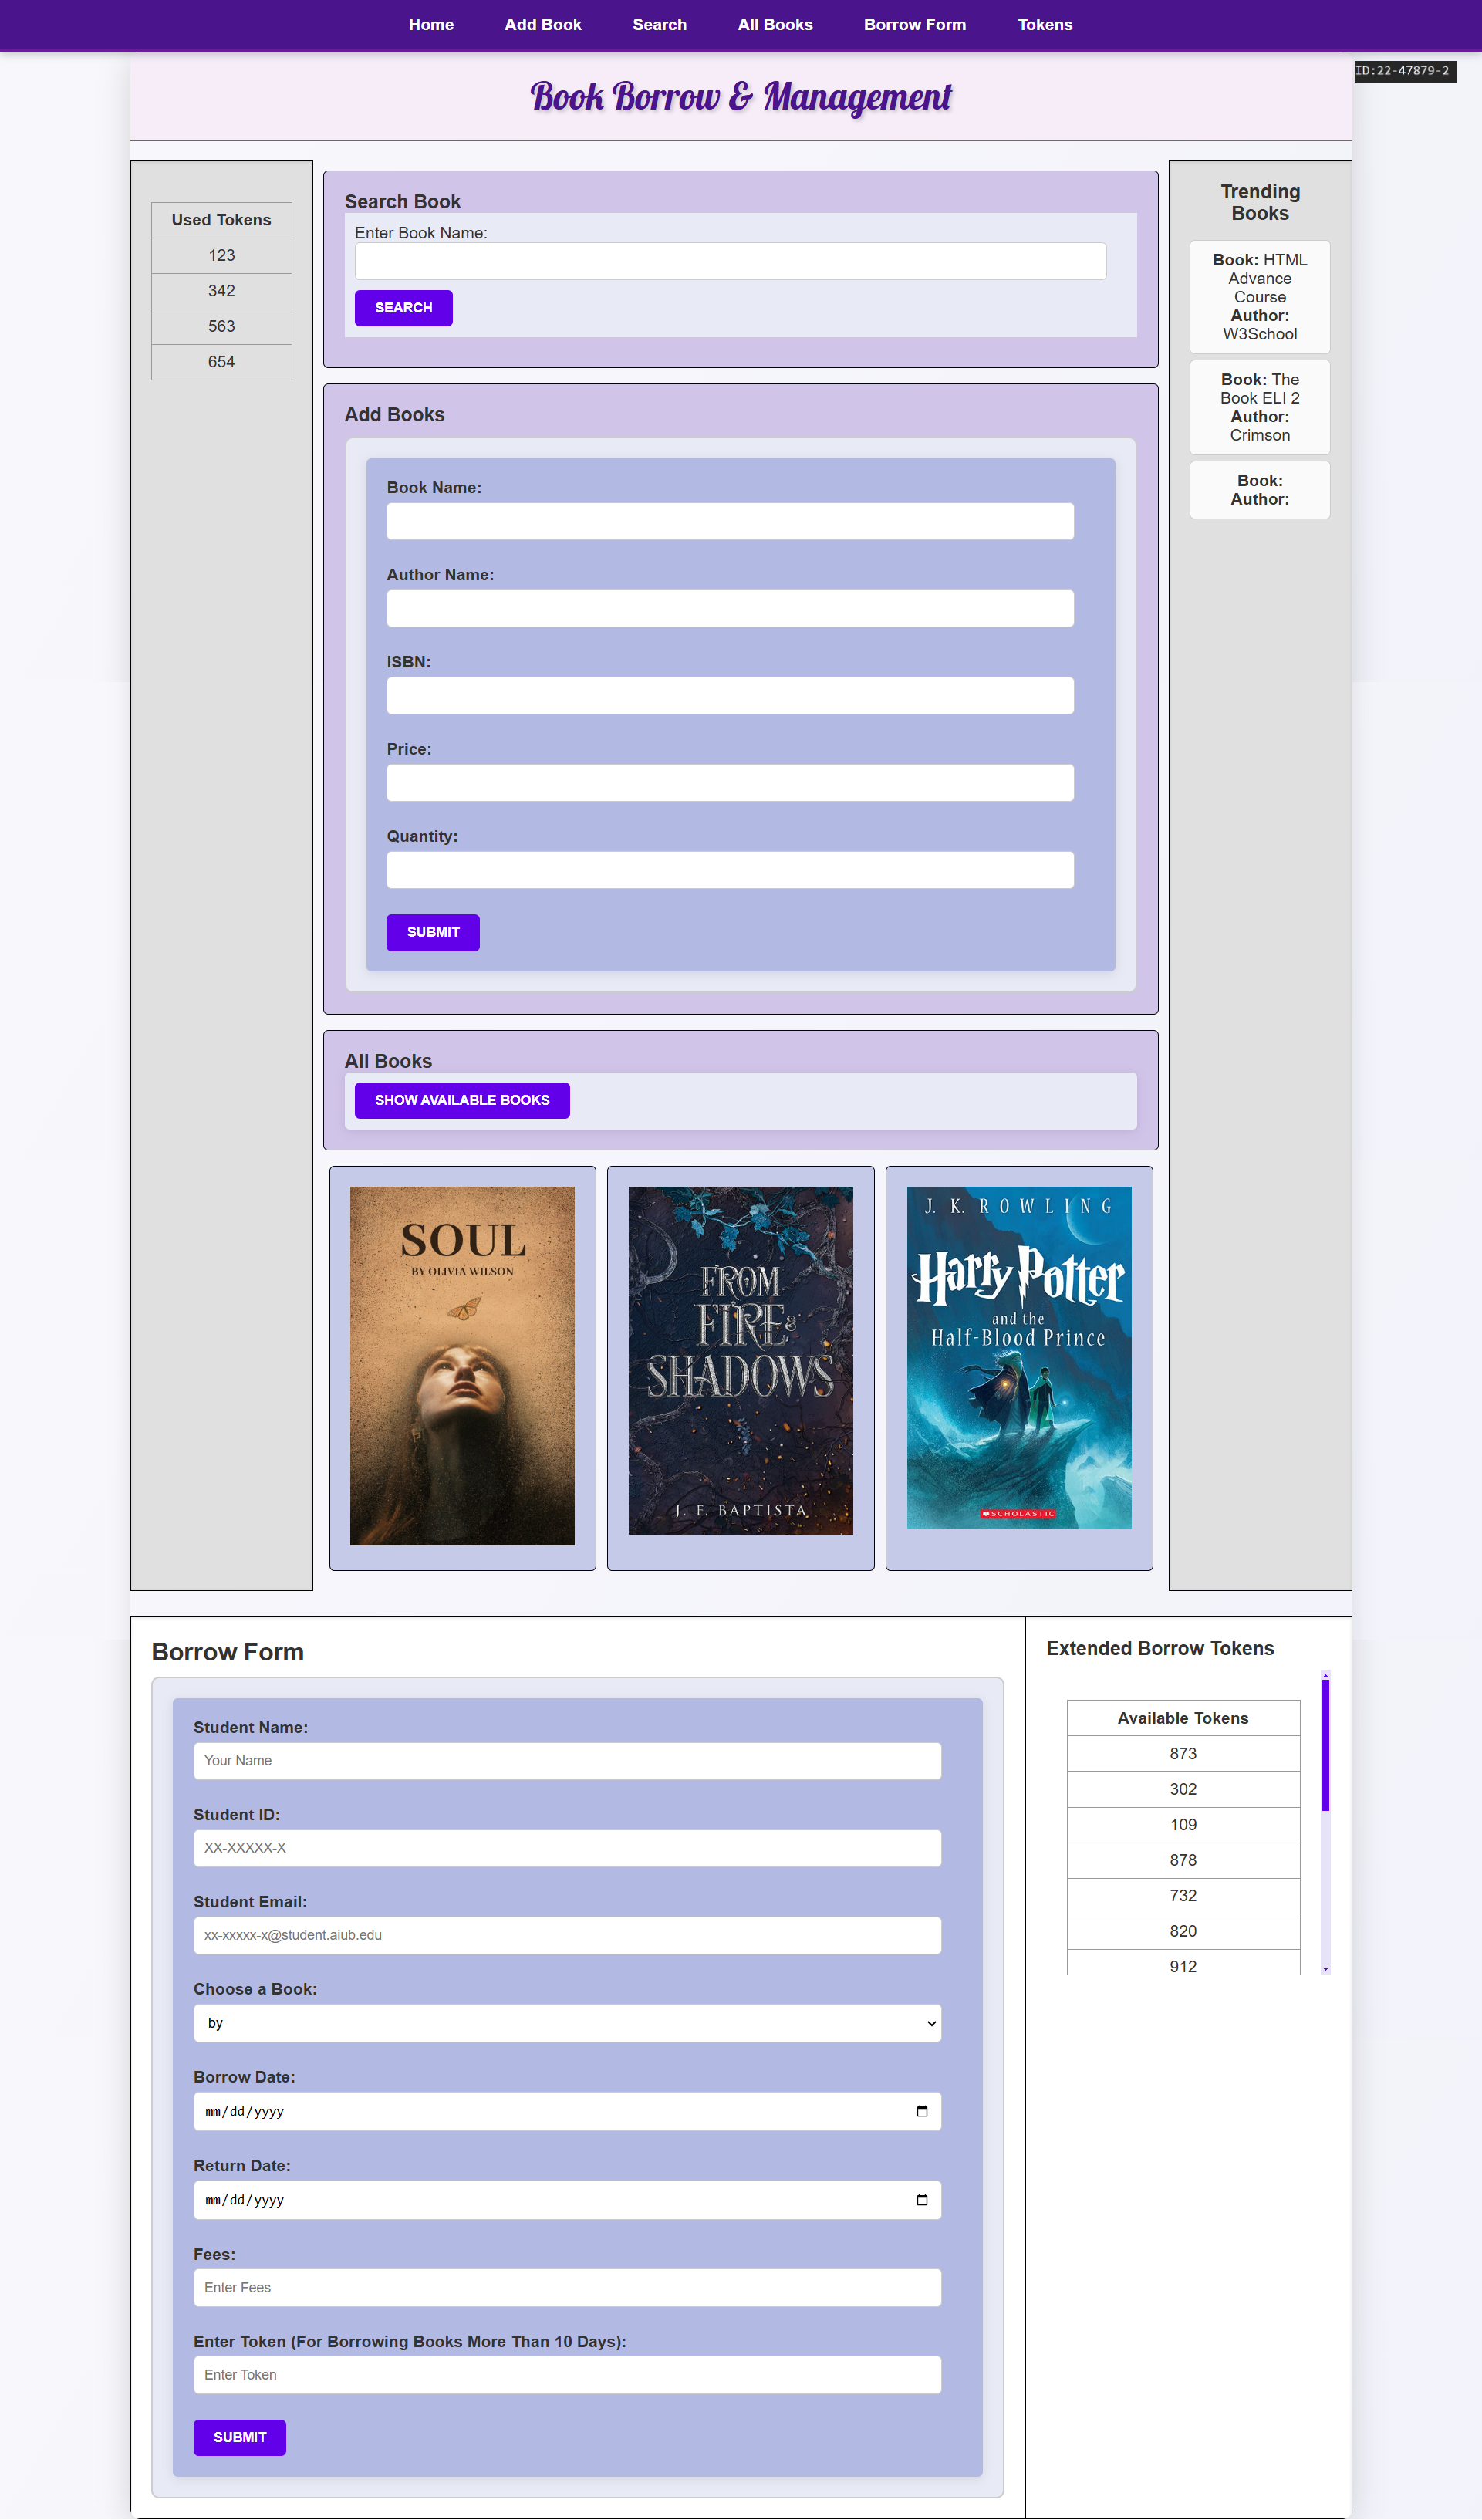 Home Add Book Search All Books Borrow Form Tokens
ID:22-47879-2
Book Borrow & Management
Used Tokens
123
342
563
654
Search Book
Enter Book Name:
SEARCH
Add Books
Book Name:
Author Name:
ISBN:
Price:
Quantity:
SUBMIT
All Books
SHOW AVAILABLE BOOKS
SOUL
BY OLIVIA WILSON
FROM
FIRE &
SHADOWS
J. F. BAPTISTA
J. K. ROWLING
Harry Potter
and the
Half-Blood Prince
SCHOLASTIC
Trending
Books
Book: HTML
Advance
Course
Author:
W3School
Book: The
Book ELI 2
Author:
Crimson
Book:
Author:
Borrow Form
Student Name:
Your Name
Student ID:
XX-XXXXX-X
Student Email:
xx-xxxxx-x@student.aiub.edu
Choose a Book:
by
Borrow Date:
mm/dd/yyyy
Return Date:
mm/dd/yyyy
Fees:
Enter Fees
Enter Token (For Borrowing Books More Than 10 Days):
Enter Token
SUBMIT
Extended Borrow Tokens
Available Tokens
873
302
109
878
732
820
912